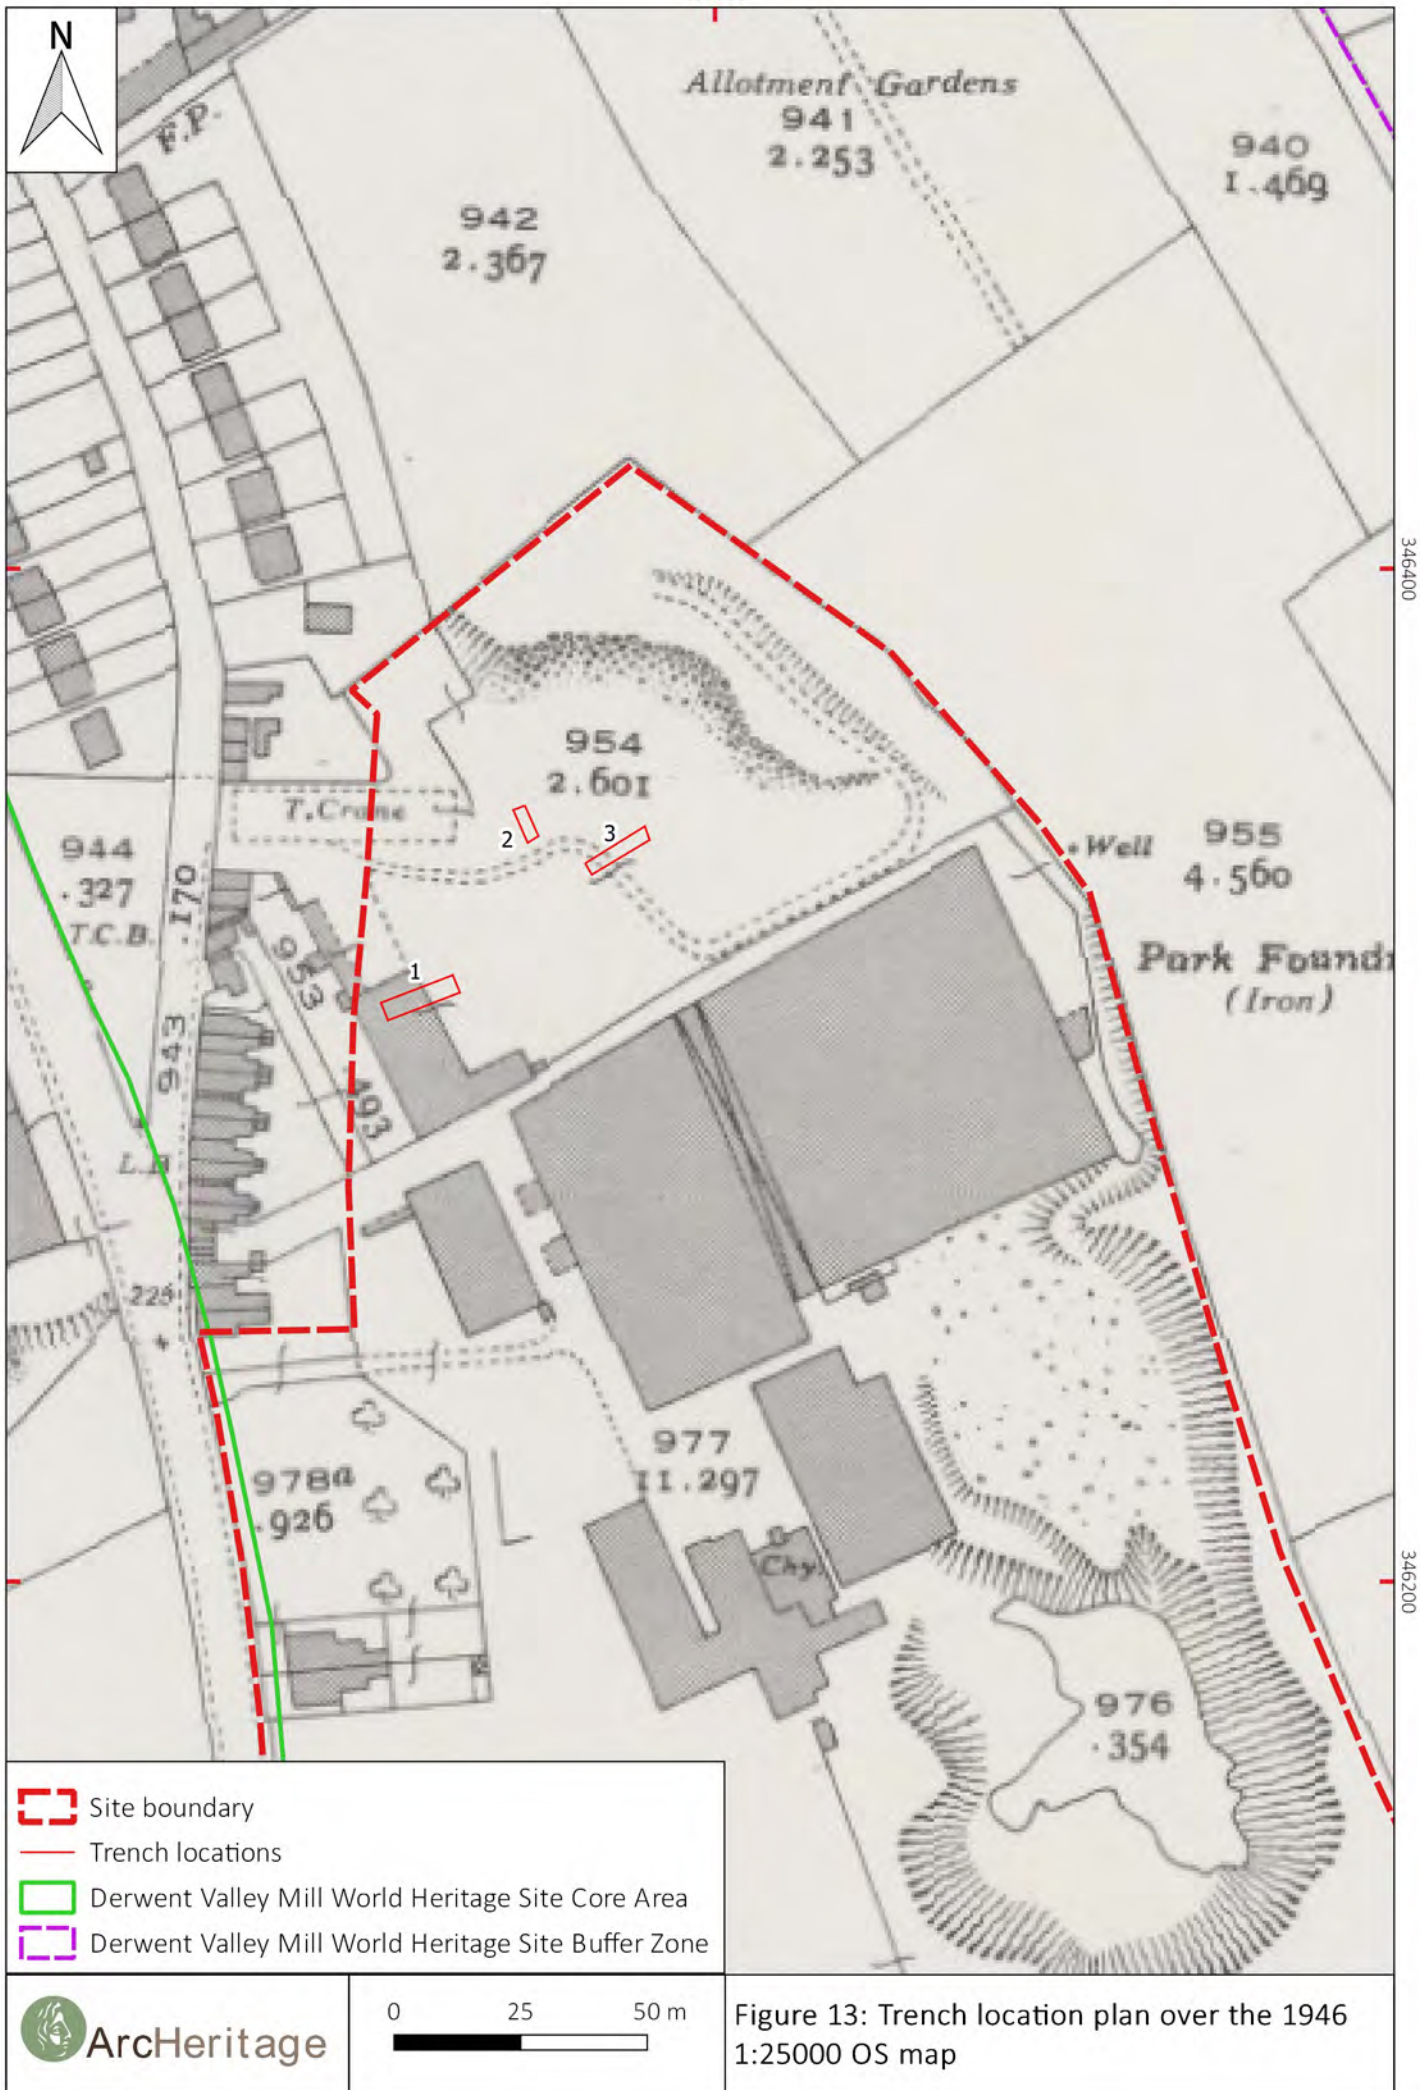 N
F.P.
Allotment Gardens
941
2.253
940
1.469
942
2.367
346400
954
2.601
T.Crane
2
3
944
.327
T.C.B.
.170
943
Well
955
4.560
Park Found
(Iron)
953
1
.493
225
977
11.297
978a
.926
Chy.
346200
976
.354
Site boundary
Trench locations
Derwent Valley Mill World Heritage Site Core Area
Derwent Valley Mill World Heritage Site Buffer Zone
ArcHeritage
0 25 50 m
Figure 13: Trench location plan over the 1946
1:25000 OS map